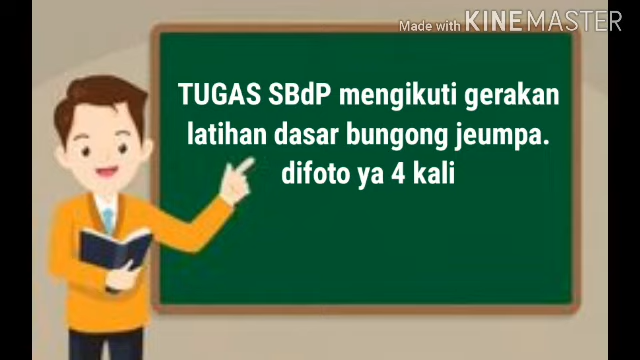 Made with KINEMASTER
TUGAS SBdP mengikuti gerakan
latihan dasar bungong jeumpa.
difoto ya 4 kali